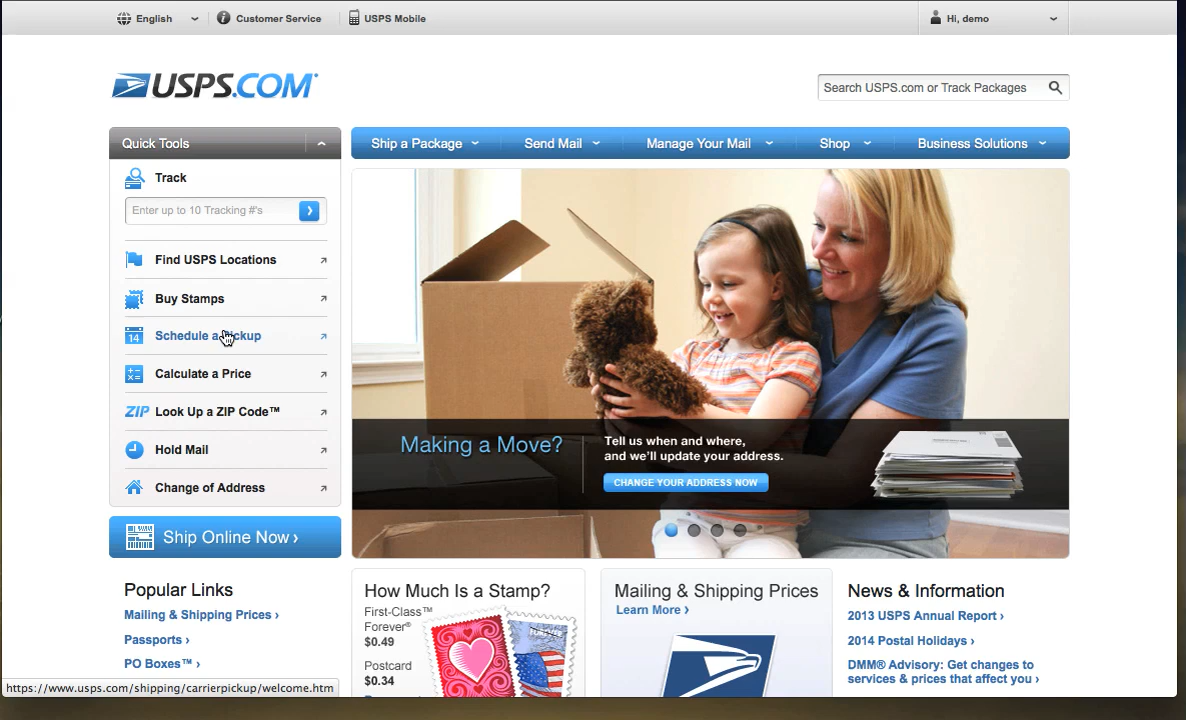 English
Customer Service
USPS Mobile
Hi, demo
USPS.COM®
Search USPS.com or Track Packages
Quick Tools
Ship a Package
Send Mail
Manage Your Mail
Shop
Business Solutions
Track
Enter up to 10 Tracking #'s
Find USPS Locations
Buy Stamps
14
Schedule a Pickup
Calculate a Price
ZIP Look Up a ZIP Code™
Hold Mail
Change of Address
Ship Online Now ›
Making a Move?
Tell us when and where,
and we'll update your address.
CHANGE YOUR ADDRESS NOW
Popular Links
Mailing & Shipping Prices ›
Passports ›
PO Boxes™ ›
How Much Is a Stamp?
First-Class™
Forever®
$0.49
Postcard
$0.34
Mailing & Shipping Prices
Learn More ›
News & Information
2013 USPS Annual Report ›
2014 Postal Holidays ›
DMM® Advisory: Get changes to
services & prices that affect you ›
https://www.usps.com/shipping/carrierpickup/welcome.htm